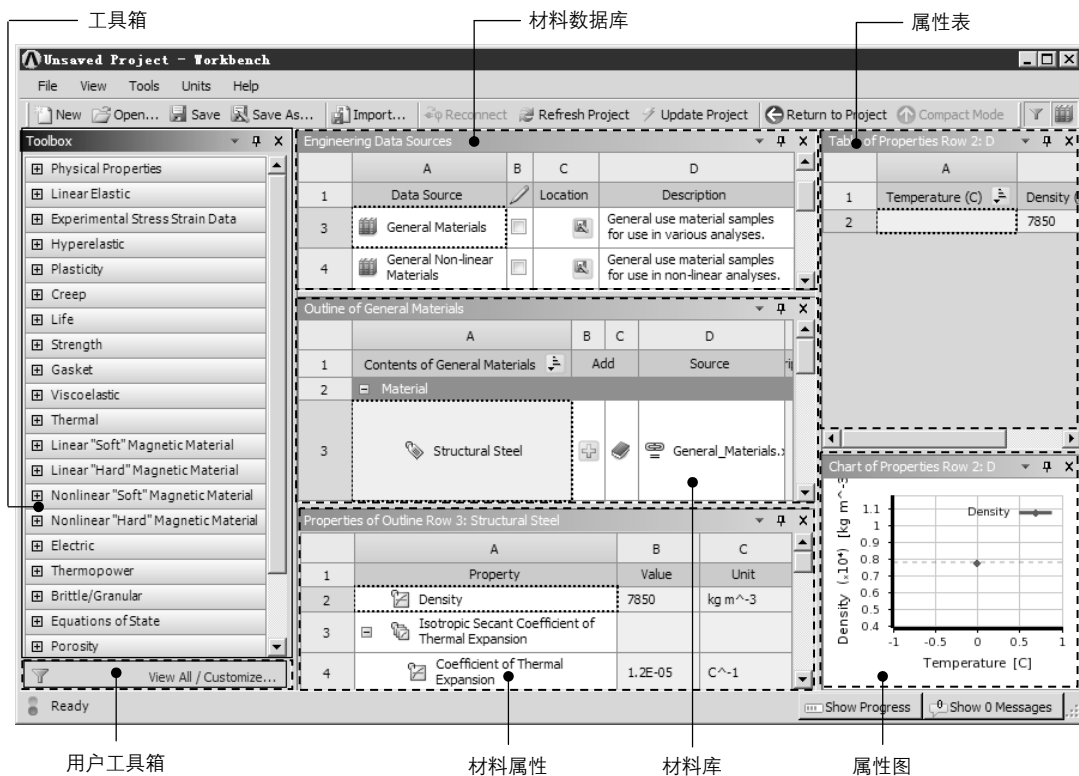 工具箱
材料数据库
属性表
Unsaved Project - Workbench
File View Tools Units Help
New Open... Save Save As... Import... Reconnect Refresh Project Update Project Return to Project Compact Mode
Toolbox
Physical Properties
Linear Elastic
Experimental Stress Strain Data
Hyperelastic
Plasticity
Creep
Life
Strength
Gasket
Viscoelastic
Thermal
Linear "Soft" Magnetic Material
Linear "Hard" Magnetic Material
Nonlinear "Soft" Magnetic Material
Nonlinear "Hard" Magnetic Material
Electric
Thermopower
Brittle/Granular
Equations of State
Porosity
View All / Customize...
Engineering Data Sources
A B C D
1 Data Source Location Description
3 General Materials General use material samples
for use in various analyses.
4 General Non-linear
Materials General use material samples
for use in non-linear analyses.
Outline of General Materials
A B C D
1 Contents of General Materials Add Source
2 Material
3 Structural Steel General_Materials.
Properties of Outline Row 3: Structural Steel
A B C
1 Property Value Unit
2 Density 7850 kg m^-3
3 Isotropic Secant Coefficient of
Thermal Expansion
4 Coefficient of Thermal
Expansion 1.2E-05 C^-1
Table of Properties Row 2: D
A
1 Temperature (C) Density (
2 7850
Chart of Properties Row 2: D
Density (x10⁴) [kg m^-3
1.1
1
0.9
0.8
0.7
0.6
0.5
0.4
Density
-1 -0.5 0 0.5 1
Temperature [C]
Ready
Show Progress 0 Show 0 Messages
用户工具箱
材料属性
材料库
属性图